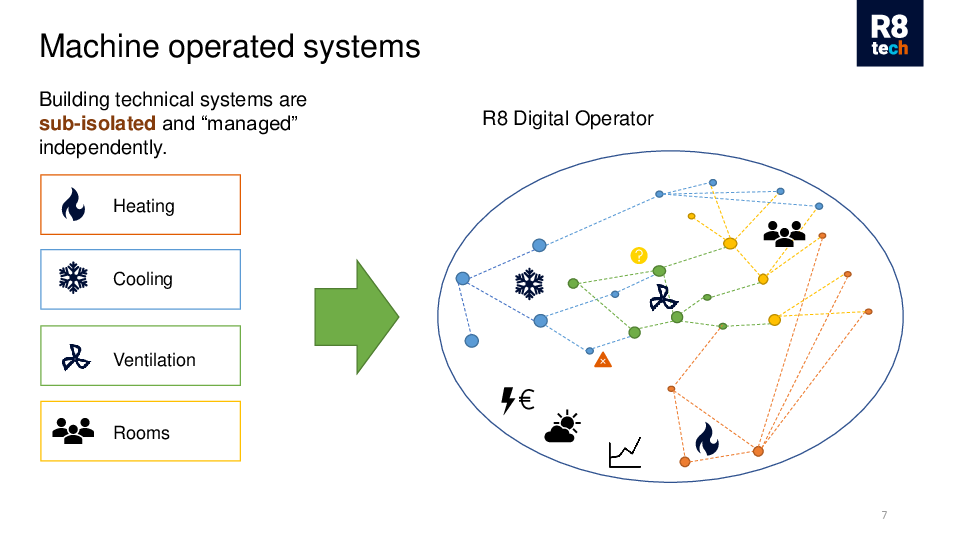 Machine operated systems
R8
tech
Building technical systems are
sub-isolated and “managed”
independently.
R8 Digital Operator
Heating
Cooling
Ventilation
Rooms
?
×
€
7